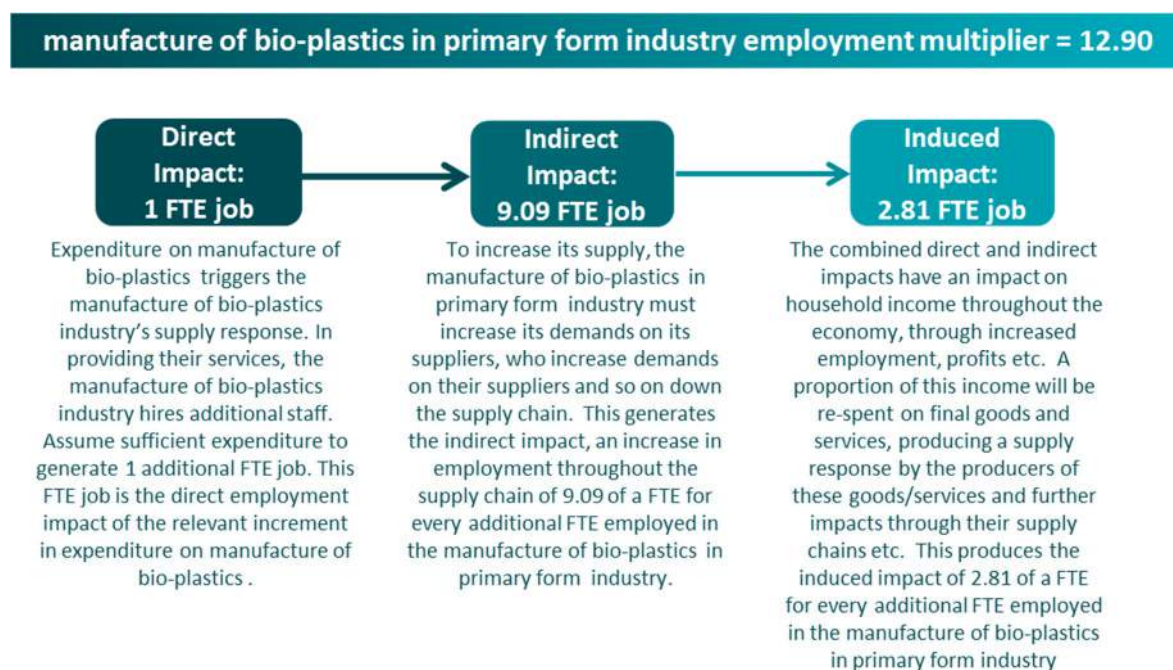 manufacture of bio-plastics in primary form industry employment multiplier = 12.90
Direct
Impact:
1 FTE job
Expenditure on manufacture of
bio-plastics triggers the
manufacture of bio-plastics
industry's supply response. In
providing their services, the
manufacture of bio-plastics
industry hires additional staff.
Assume sufficient expenditure to
generate 1 additional FTE job. This
FTE job is the direct employment
impact of the relevant increment
in expenditure on manufacture of
bio-plastics .
Indirect
Impact:
9.09 FTE job
To increase its supply, the
manufacture of bio-plastics in
primary form industry must
increase its demands on its
suppliers, who increase demands
on their suppliers and so on down
the supply chain. This generates
the indirect impact, an increase in
employment throughout the
supply chain of 9.09 of a FTE for
every additional FTE employed in
the manufacture of bio-plastics in
primary form industry.
Induced
Impact:
2.81 FTE job
The combined direct and indirect
impacts have an impact on
household income throughout the
economy, through increased
employment, profits etc. A
proportion of this income will be
re-spent on final goods and
services, producing a supply
response by the producers of
these goods/services and further
impacts through their supply
chains etc. This produces the
induced impact of 2.81 of a FTE
for every additional FTE employed
in the manufacture of bio-plastics
in primary form industry